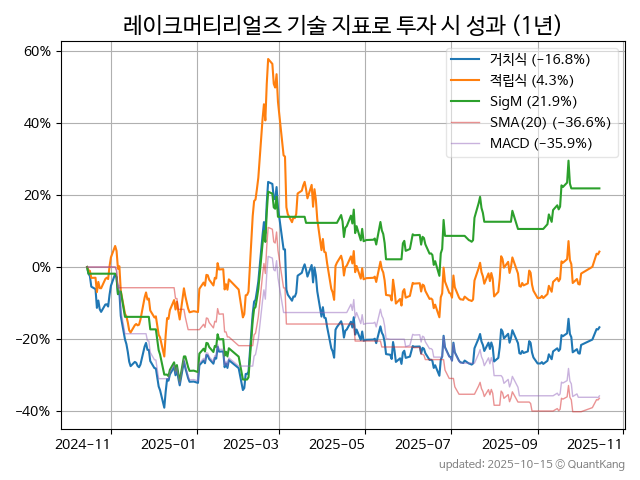 레이크머티리얼즈 기술 지표로 투자 시 성과 (1년)
60%
40%
20%
0%
−20%
−40%
거치식 (−16.8%)
적립식 (4.3%)
SigM (21.9%)
SMA(20) (−36.6%)
MACD (−35.9%)
2024-11 2025-01 2025-03 2025-05 2025-07 2025-09 2025-11
updated: 2025-10-15 ⓒ QuantKang